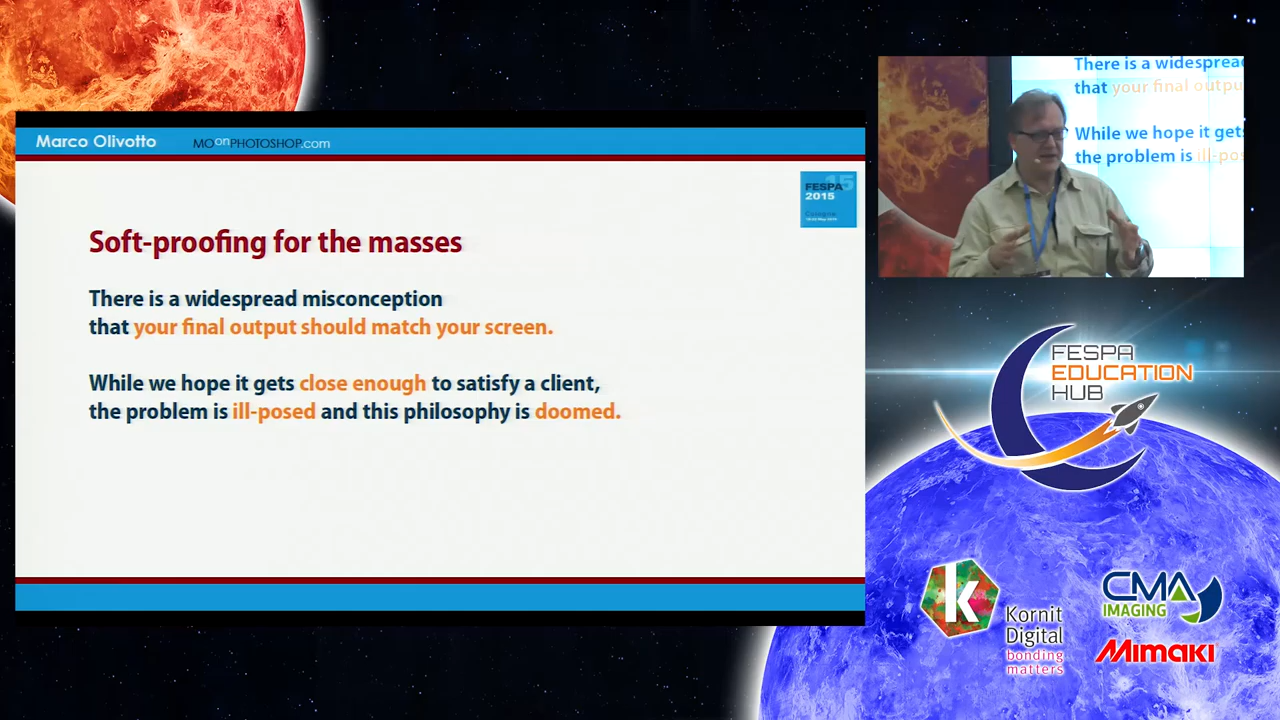 Marco Olivotto
MOonPHOTOSHOP.com
FESPA 15
2015
Cologne
Soft-proofing for the masses
There is a widespread misconception
that your final output should match your screen.
While we hope it gets close enough to satisfy a client,
the problem is ill-posed and this philosophy is doomed.
There is a widespread
that your final outpu
While we hope it gets
the problem is ill-pos
FESPA
EDUCATION
HUB
k
Kornit
Digital
bonding
matters
CMA
IMAGING
Mimaki